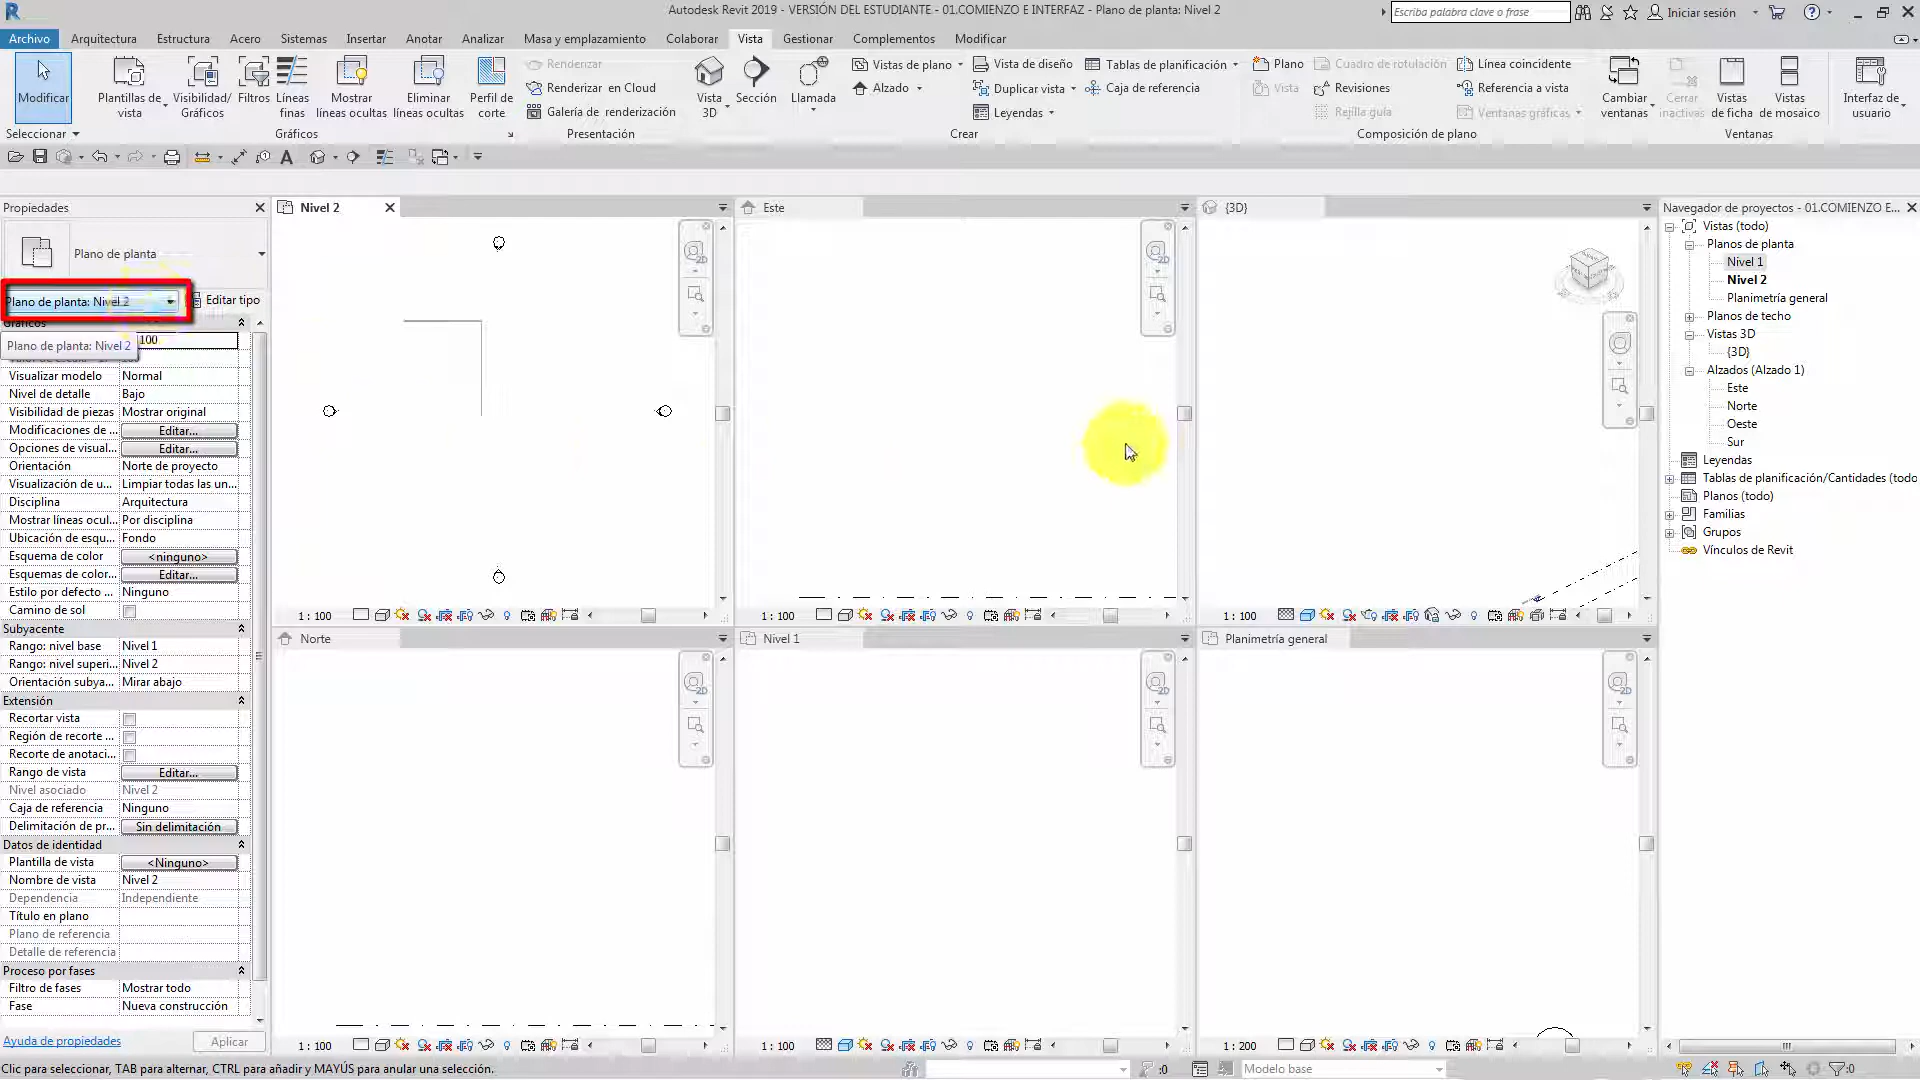 Autodesk Revit 2019 - VERSIÓN DEL ESTUDIANTE - 01.COMIENZO E INTERFAZ - Plano de planta: Nivel 2
Escriba palabra clave o frase
Iniciar sesión
Archivo Arquitectura Estructura Acero Sistemas Insertar Anotar Analizar Masa y emplazamiento Colaborar Vista Gestionar Complementos Modificar
Modificar
Plantillas de vista
Visibilidad/ Gráficos
Filtros
Líneas finas
Mostrar líneas ocultas
Eliminar líneas ocultas
Perfil de corte
Renderizar
Renderizar en Cloud
Galería de renderización
Vista 3D
Sección
Llamada
Vistas de plano
Alzado
Vista de diseño
Duplicar vista
Leyendas
Tablas de planificación
Caja de referencia
Plano
Vista
Cuadro de rotulación
Revisiones
Rejilla guía
Línea coincidente
Referencia a vista
Ventanas gráficas
Cambiar ventanas
Cerrar inactivas
Vistas de ficha
Vistas de mosaico
Interfaz de usuario
Seleccionar
Gráficos
Presentación
Crear
Composición de plano
Ventanas
Propiedades
Plano de planta
Plano de planta: Nivel 2
Editar tipo
Gráficos
100
Plano de planta: Nivel 2
Visualizar modelo Normal
Nivel de detalle Bajo
Visibilidad de piezas Mostrar original
Modificaciones de ... Editar...
Opciones de visual... Editar...
Orientación Norte de proyecto
Visualización de u... Limpiar todas las un...
Disciplina Arquitectura
Mostrar líneas ocul... Por disciplina
Ubicación de esqu... Fondo
Esquema de color <ninguno>
Esquemas de color... Editar...
Estilo por defecto ... Ninguno
Camino de sol
Subyacente
Rango: nivel base Nivel 1
Rango: nivel superi... Nivel 2
Orientación subya... Mirar abajo
Extensión
Recortar vista
Región de recorte ...
Recorte de anotaci...
Rango de vista Editar...
Nivel asociado Nivel 2
Caja de referencia Ninguno
Delimitación de pr... Sin delimitación
Datos de identidad
Plantilla de vista <Ninguno>
Nombre de vista Nivel 2
Dependencia Independiente
Título en plano
Plano de referencia
Detalle de referencia
Proceso por fases
Filtro de fases Mostrar todo
Fase Nueva construcción
Ayuda de propiedades
Aplicar
Nivel 2
2D
1 : 100
Este
2D
1 : 100
{3D}
1 : 100
Norte
2D
1 : 100
Nivel 1
2D
1 : 100
Planimetría general
2D
1 : 200
Navegador de proyectos - 01.COMIENZO E...
Vistas (todo)
Planos de planta
Nivel 1
Nivel 2
Planimetría general
Planos de techo
Vistas 3D
{3D}
Alzados (Alzado 1)
Este
Norte
Oeste
Sur
Leyendas
Tablas de planificación/Cantidades (todo
Planos (todo)
Familias
Grupos
Vínculos de Revit
Clic para seleccionar, TAB para alternar, CTRL para añadir y MAYÚS para anular una selección.
:0
Modelo base
:0